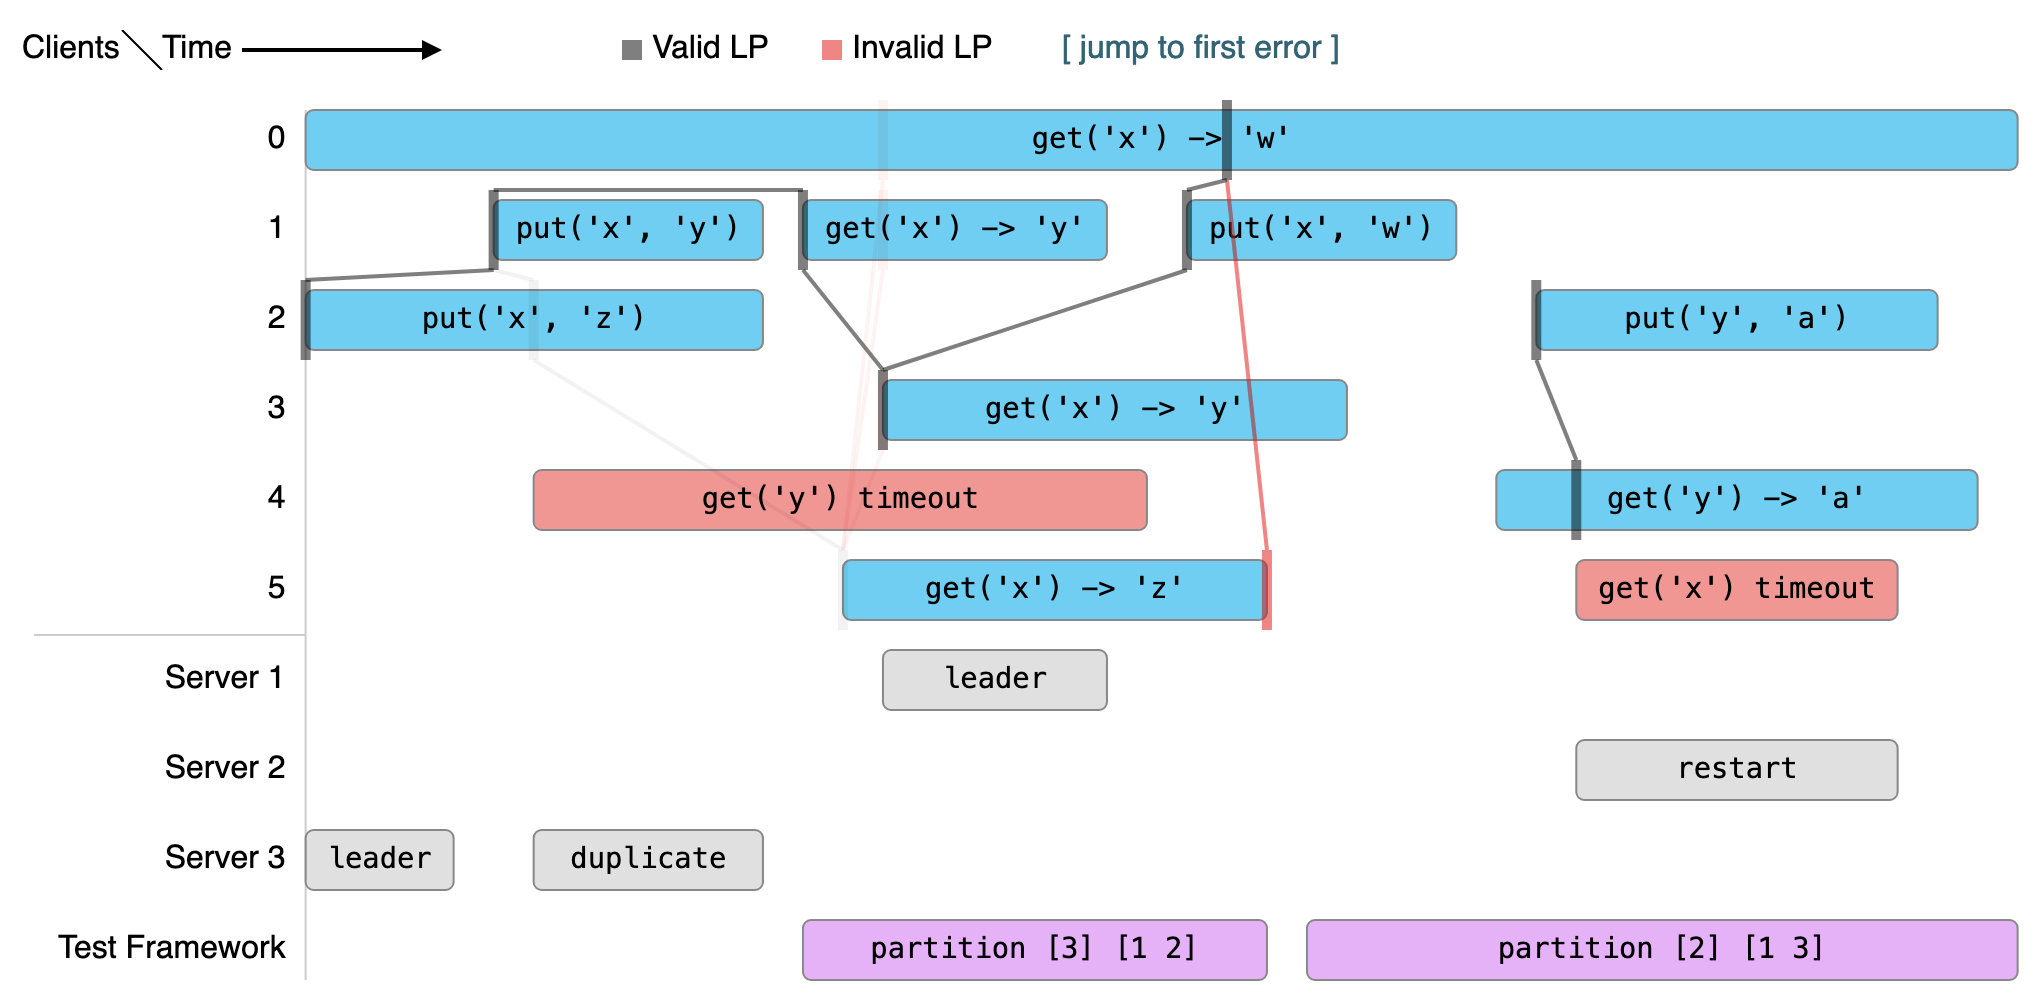 Clients Time Valid LP Invalid LP [ jump to first error ]
0 get('x') -> 'w'
1 put('x', 'y') get('x') -> 'y' put('x', 'w')
2 put('x', 'z') put('y', 'a')
3 get('x') -> 'y'
4 get('y') timeout get('y') -> 'a'
5 get('x') -> 'z' get('x') timeout
Server 1 leader
Server 2 restart
Server 3 leader duplicate
Test Framework partition [3] [1 2] partition [2] [1 3]